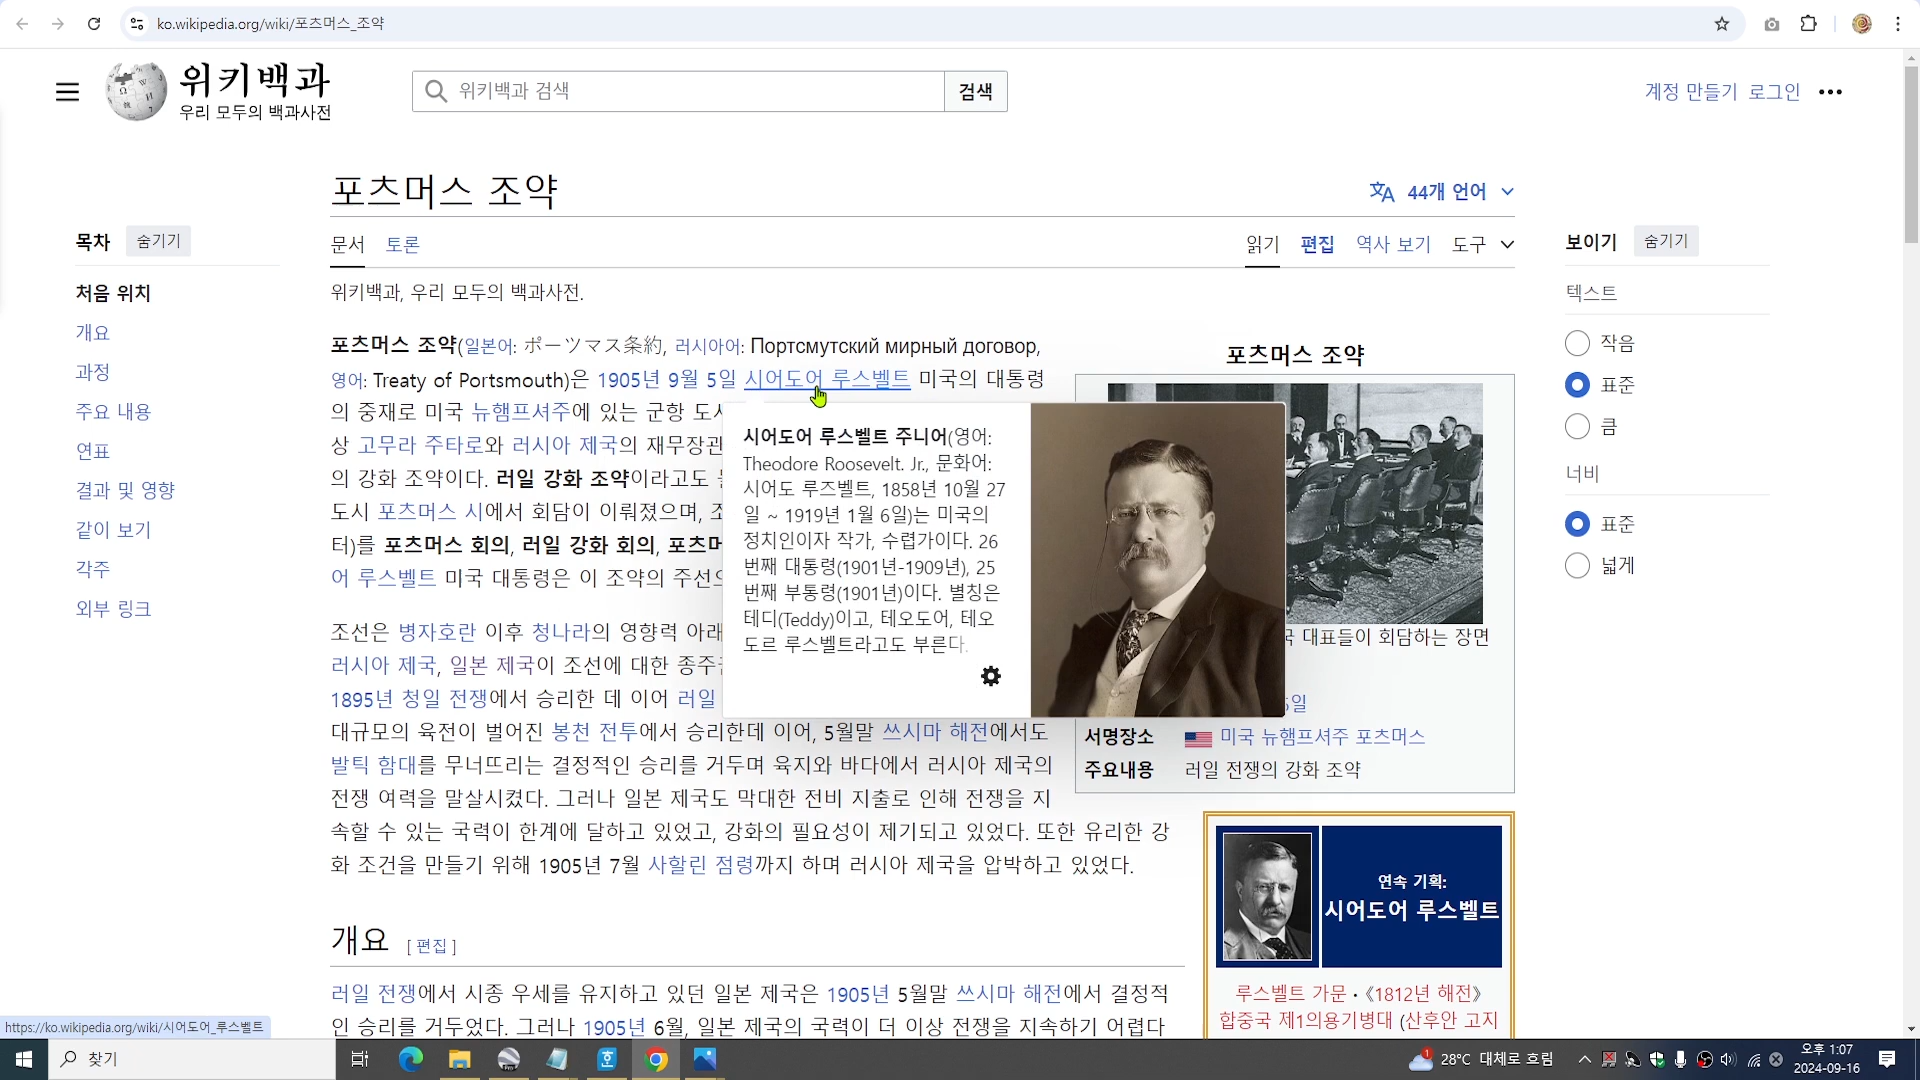 ko.wikipedia.org/wiki/포츠머스_조약
위키백과
우리 모두의 백과사전
위키백과 검색
검색
계정 만들기 로그인
포츠머스 조약
44개 언어
문서 토론
읽기 편집 역사 보기 도구
위키백과, 우리 모두의 백과사전.
목차 숨기기
처음 위치
개요
과정
주요 내용
연표
결과 및 영향
같이 보기
각주
외부 링크
포츠머스 조약(일본어: ポーツマス条約, 러시아어: Портсмутский мирный договор,
영어: Treaty of Portsmouth)은 1905년 9월 5일 시어도어 루스벨트 미국의 대통령
의 중재로 미국 뉴햄프셔주에 있는 군항 도시
상 고무라 주타로와 러시아 제국의 재무장관
의 강화 조약이다. 러일 강화 조약이라고도
도시 포츠머스 시에서 회담이 이뤄졌으며,
터)를 포츠머스 회의, 러일 강화 회의, 포츠머
어 루스벨트 미국 대통령은 이 조약의 주선으
조선은 병자호란 이후 청나라의 영향력 아래
러시아 제국, 일본 제국이 조선에 대한 종주
1895년 청일 전쟁에서 승리한 데 이어 러일
대규모의 육전이 벌어진 봉천 전투에서 승리한데 이어, 5월말 쓰시마 해전에서도
발틱 함대를 무너뜨리는 결정적인 승리를 거두며 육지와 바다에서 러시아 제국의
전쟁 여력을 말살시켰다. 그러나 일본 제국도 막대한 전비 지출로 인해 전쟁을 지
속할 수 있는 국력이 한계에 달하고 있었고, 강화의 필요성이 제기되고 있었다. 또한 유리한 강
화 조건을 만들기 위해 1905년 7월 사할린 점령까지 하며 러시아 제국을 압박하고 있었다.
시어도어 루스벨트 주니어(영어:
Theodore Roosevelt. Jr., 문화어:
시어도 루즈벨트, 1858년 10월 27
일 ~ 1919년 1월 6일)는 미국의
정치인이자 작가, 수렵가이다. 26
번째 대통령(1901년-1909년), 25
번째 부통령(1901년)이다. 별칭은
테디(Teddy)이고, 테오도어, 테오
도르 루스벨트라고도 부른다.
개요 [ 편집 ]
러일 전쟁에서 시종 우세를 유지하고 있던 일본 제국은 1905년 5월말 쓰시마 해전에서 결정적
인 승리를 거두었다. 그러나 1905년 6월, 일본 제국의 국력이 더 이상 전쟁을 지속하기 어렵다
포츠머스 조약
대표들이 회담하는 장면
일
서명장소 미국 뉴햄프셔주 포츠머스
주요내용 러일 전쟁의 강화 조약
연속 기획:
시어도어 루스벨트
루스벨트 가문 • 《1812년 해전》
합중국 제1의용기병대 (산후안 고지
보이기 숨기기
텍스트
작음
표준
큼
너비
표준
넓게
https://ko.wikipedia.org/wiki/시어도어_루스벨트
찾기
28°C 대체로 흐림
오후 1:07
2024-09-16